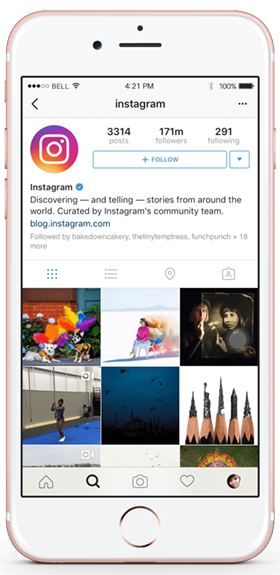 BELL 4:21 PM 100%
instagram
3314 171m 291
posts followers following
+ FOLLOW
Instagram
Discovering — and telling — stories from around the
world. Curated by Instagram's community team.
blog.instagram.com
Followed by bakedowncakery, thetinytemptress, funchpunch + 18
more